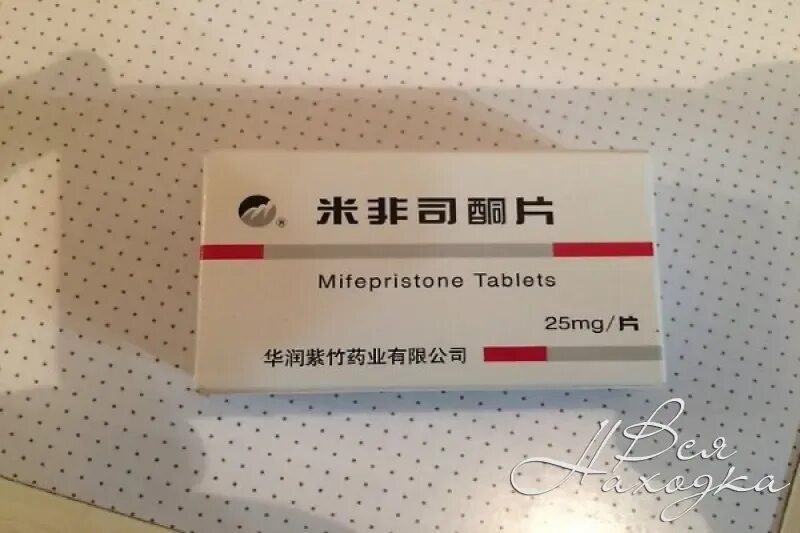 米非司酮片
Mifepristone Tablets
25mg/片
华润紫竹药业有限公司
Вся
Находка